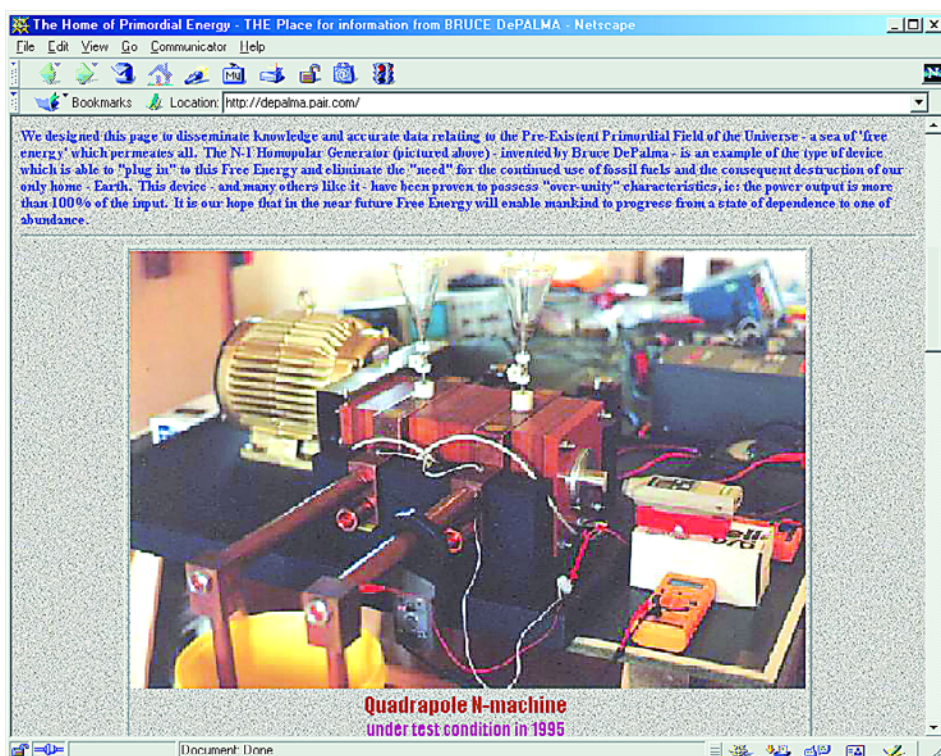 The Home of Primordial Energy - THE Place for information from BRUCE DePALMA - Netscape
File Edit View Go Communicator Help
Bookmarks Location: http://depalma.pair.com/
We designed this page to disseminate knowledge and accurate data relating to the Pre-Existent Primordial Field of the Universe - a sea of 'free
energy' which permeates all. The N-1 Homopolar Generator (pictured above) - invented by Bruce DePalma - is an example of the type of device
which is able to "plug in" to this Free Energy and eliminate the "need" for the continued use of fossil fuels and the consequent destruction of our
only home - Earth. This device - and many others like it - have been proven to possess "over-unity" characteristics, ie: the power output is more
than 100% of the input. It is our hope that in the near future Free Energy will enable mankind to progress from a state of dependence to one of
abundance.
Quadrapole N-machine
under test condition in 1995
Document: Done